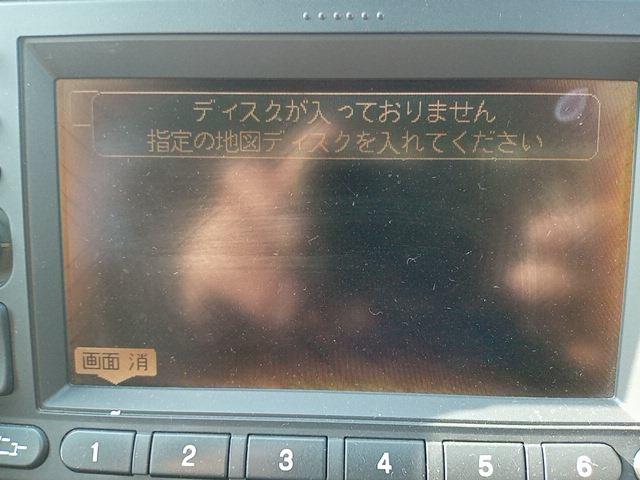 ディスクが入っておりません
指定の地図ディスクを入れてください
画面 消
1 2 3 4 5 6